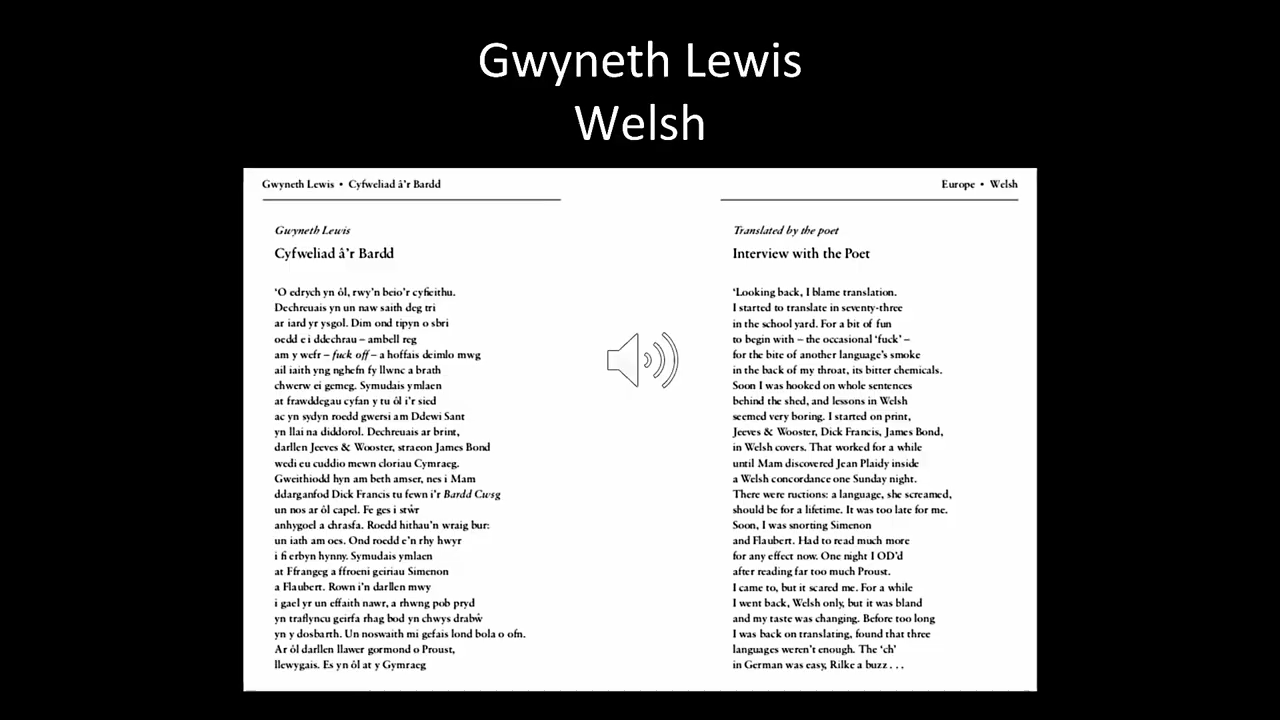 Gwyneth Lewis
Welsh
Gwyneth Lewis • Cyfweliad â'r Bardd
Europe • Welsh
Gwyneth Lewis
Cyfweliad â'r Bardd
‘O edrych yn ôl, rwy’n beio’r cyfieithu.
Dechreuais yn un naw saith deg tri
ar iard yr ysgol. Dim ond tipyn o sbri
oedd e i ddechrau – ambell reg
am y wefr – fuck off – a hoffais deimlo mwg
ail iaith yng nghefn fy llwnc a brath
chwerw ei gemeg. Symudais ymlaen
at frawddegau cyfan y tu ôl i’r sied
ac yn sydyn roedd gwersi am Ddewi Sant
yn llai na diddorol. Dechreuais ar brint,
darllen Jeeves & Wooster, straeon James Bond
wedi eu cuddio mewn cloriau Cymraeg.
Gweithiodd hyn am beth amser, nes i Mam
ddarganfod Dick Francis tu fewn i’r Bardd Cwsg
un nos ar ôl capel. Fe ges i stŵr
anhygoel a chrasfa. Roedd hithau’n wraig bur:
un iath am oes. Ond roedd e’n rhy hwyr
i fi erbyn hynny. Symudais ymlaen
at Ffrangeg a ffroeni geiriau Simenon
a Flaubert. Rown i’n darllen mwy
i gael yr un effaith nawr, a rhwng pob pryd
yn traflyncu geirfa rhag bod yn chwys drabŵ
yn y dosbarth. Un noswaith mi gefais lond bola o ofn.
Ar ôl darllen llawer gormond o Proust,
llewygais. Es yn ôl at y Gymraeg
Translated by the poet
Interview with the Poet
‘Looking back, I blame translation.
I started to translate in seventy-three
in the school yard. For a bit of fun
to begin with – the occasional ‘fuck’ –
for the bite of another language’s smoke
in the back of my throat, its bitter chemicals.
Soon I was hooked on whole sentences
behind the shed, and lessons in Welsh
seemed very boring. I started on print,
Jeeves & Wooster, Dick Francis, James Bond,
in Welsh covers. That worked for a while
until Mam discovered Jean Plaidy inside
a Welsh concordance one Sunday night.
There were ructions: a language, she screamed,
should be for a lifetime. It was too late for me.
Soon, I was snorting Simenon
and Flaubert. Had to read much more
for any effect now. One night I OD’d
after reading far too much Proust.
I came to, but it scared me. For a while
I went back, Welsh only, but it was bland
and my taste was changing. Before too long
I was back on translating, found that three
languages weren’t enough. The ‘ch’
in German was easy, Rilke a buzz . . .